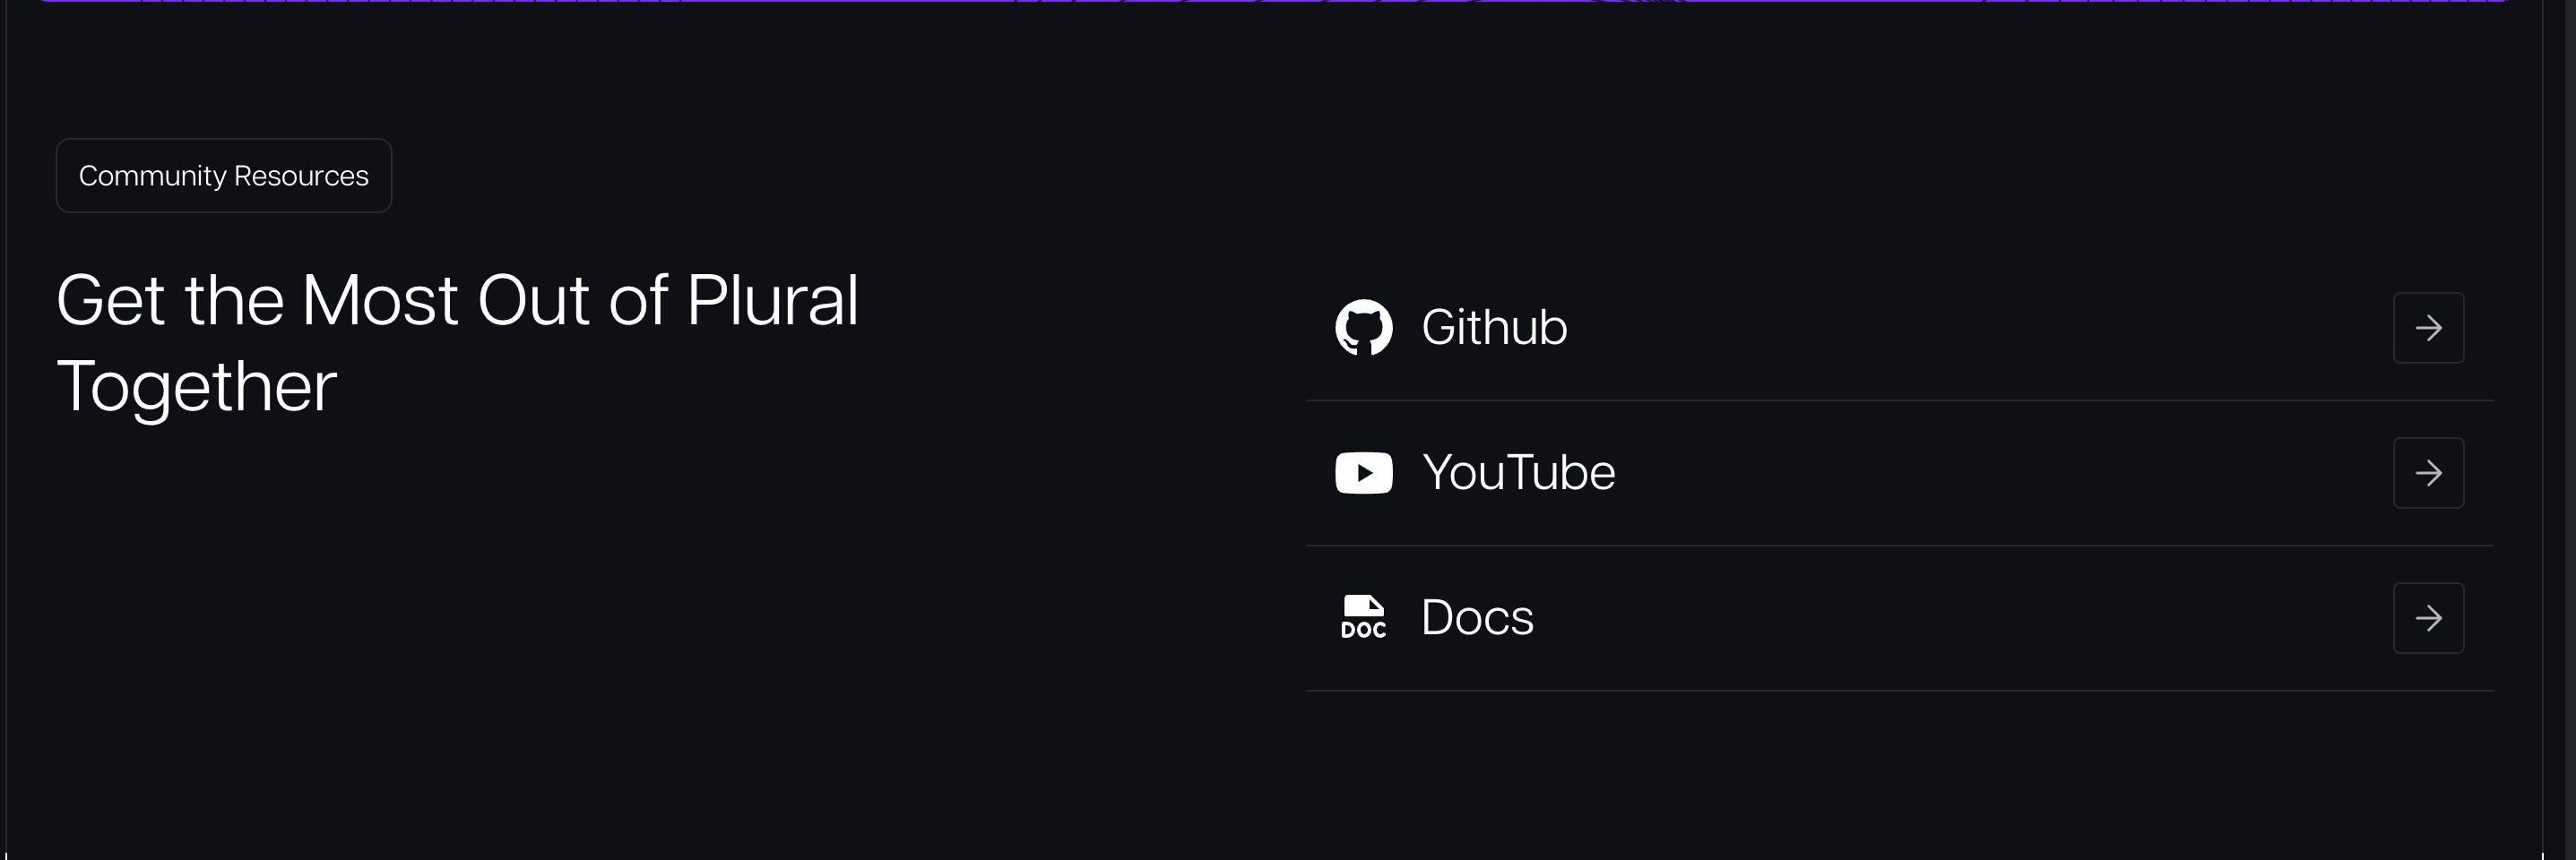 Community Resources
Get the Most Out of Plural
Together
Github
YouTube
DOC
Docs